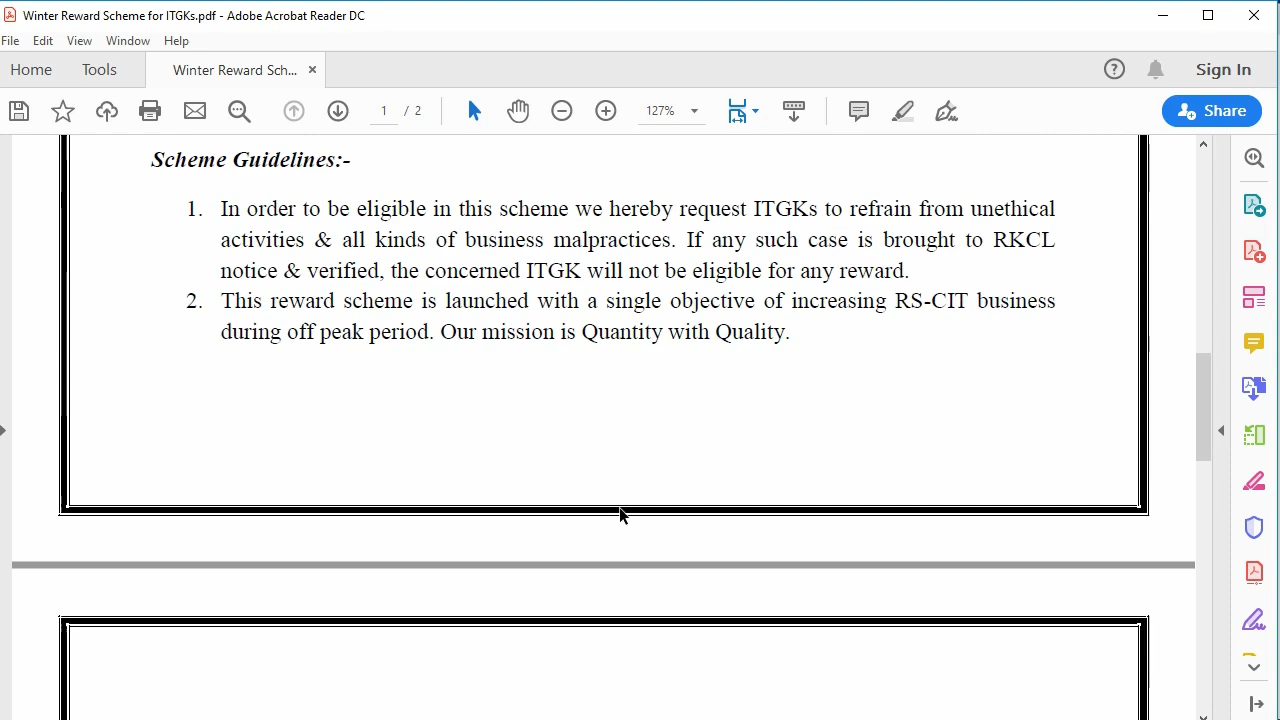 Winter Reward Scheme for ITGKs.pdf - Adobe Acrobat Reader DC
File Edit View Window Help
Home Tools Winter Reward Sch... × Sign In
1 / 2 127% Share
Scheme Guidelines:-
1. In order to be eligible in this scheme we hereby request ITGKs to refrain from unethical
activities & all kinds of business malpractices. If any such case is brought to RKCL
notice & verified, the concerned ITGK will not be eligible for any reward.
2. This reward scheme is launched with a single objective of increasing RS-CIT business
during off peak period. Our mission is Quantity with Quality.